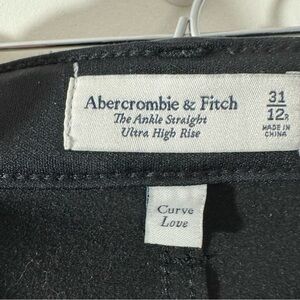 Abercrombie & Fitch
The Ankle Straight
Ultra High Rise
31
12R
MADE IN
CHINA
Curve
Love